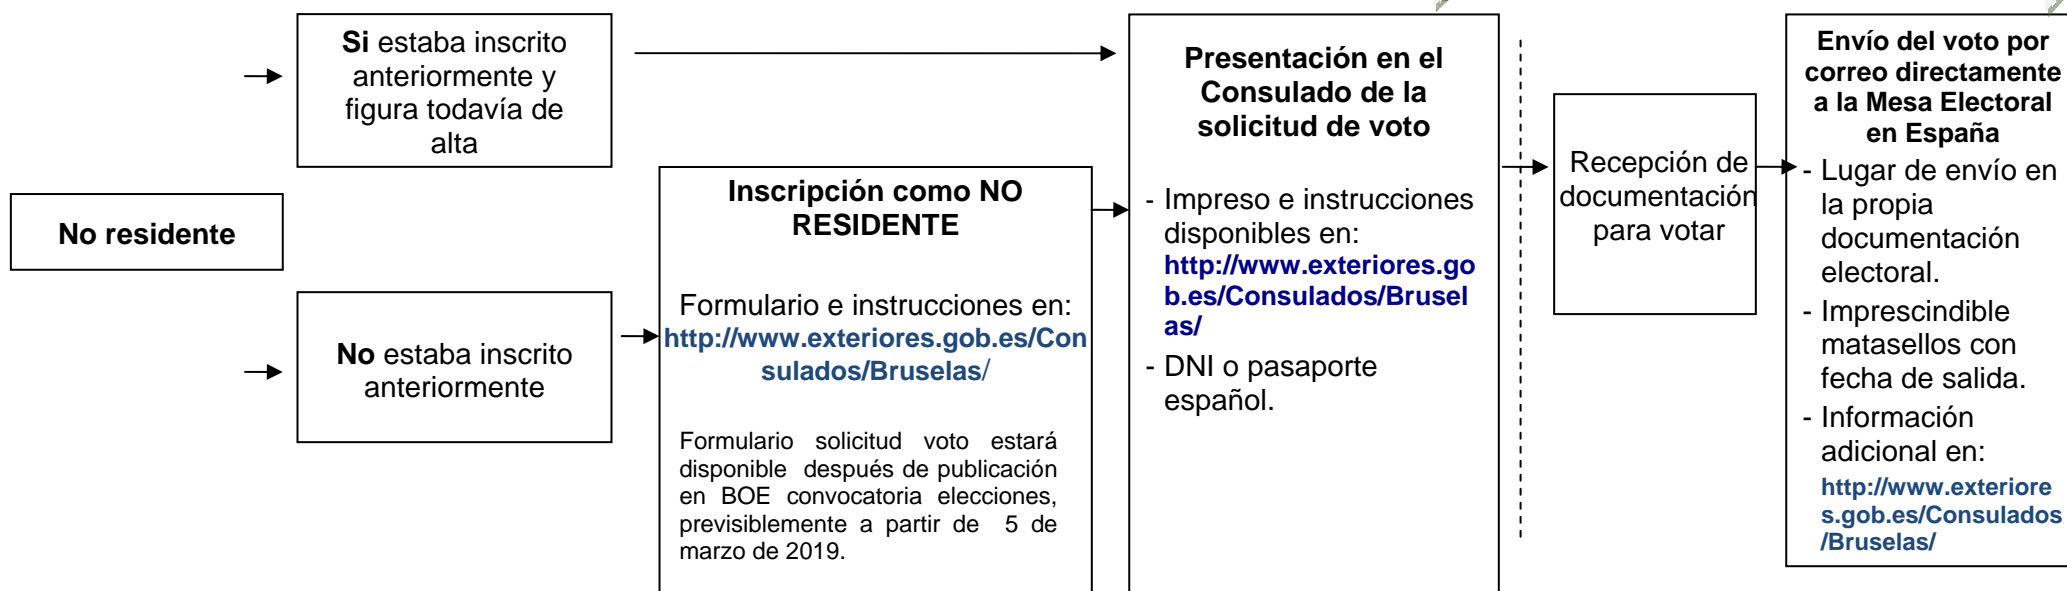 No residente
Si estaba inscrito
anteriormente y
figura todavía de
alta
No estaba inscrito
anteriormente
Inscripción como NO
RESIDENTE
Formulario e instrucciones en:
http://www.exteriores.gob.es/Con
sulados/Bruselas/
Formulario solicitud voto estará
disponible después de publicación
en BOE convocatoria elecciones,
previsiblemente a partir de 5 de
marzo de 2019.
Presentación en el
Consulado de la
solicitud de voto
- Impreso e instrucciones
disponibles en:
http://www.exteriores.go
b.es/Consulados/Brusel
as/
- DNI o pasaporte
español.
Recepción de
documentación
para votar
Envío del voto por
correo directamente
a la Mesa Electoral
en España
- Lugar de envío en
la propia
documentación
electoral.
- Imprescindible
matasellos con
fecha de salida.
- Información
adicional en:
http://www.exteriore
s.gob.es/Consulados
/Bruselas/